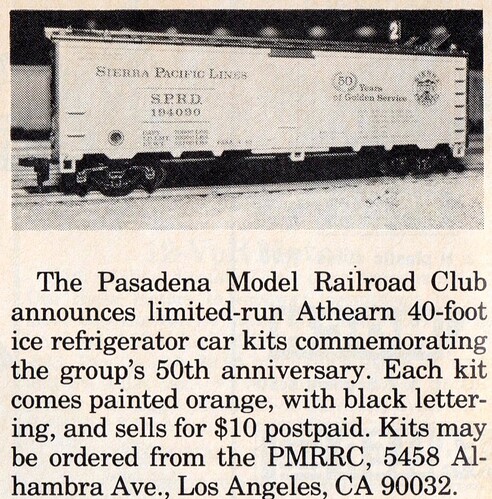 2
SIERRA PACIFIC LINES
S.P.R.D.
194090
50 Years
of Golden Service
The Pasadena Model Railroad Club
announces limited-run Athearn 40-foot
ice refrigerator car kits commemorating
the group's 50th anniversary. Each kit
comes painted orange, with black letter-
ing, and sells for $10 postpaid. Kits may
be ordered from the PMRRC, 5458 Al-
hambra Ave., Los Angeles, CA 90032.